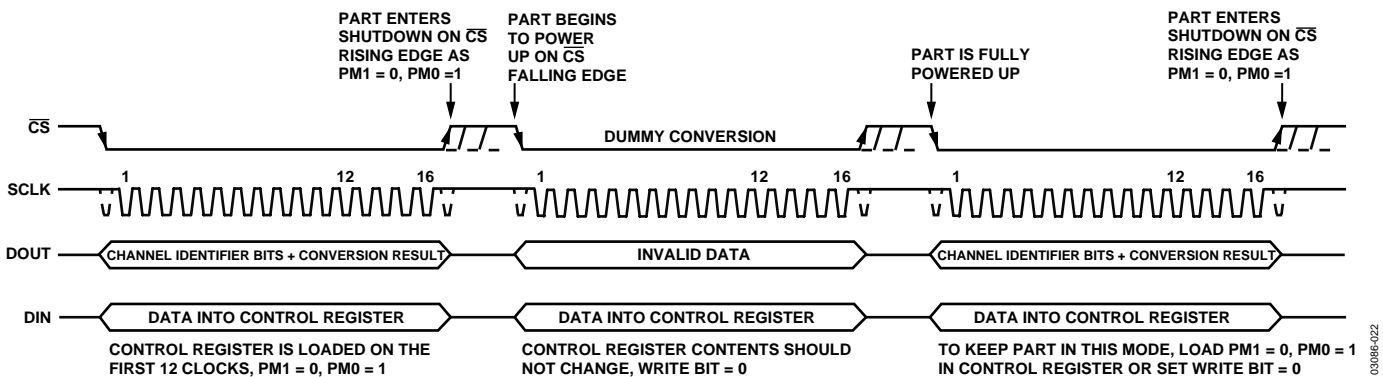 PART ENTERS
SHUTDOWN ON CS
RISING EDGE AS
PM1 = 0, PM0 =1
PART BEGINS
TO POWER
UP ON CS
FALLING EDGE
PART IS FULLY
POWERED UP
PART ENTERS
SHUTDOWN ON CS
RISING EDGE AS
PM1 = 0, PM0 =1
CS
DUMMY CONVERSION
SCLK
1 12 16 1 12 16 1 12 16
DOUT
CHANNEL IDENTIFIER BITS + CONVERSION RESULT
INVALID DATA
CHANNEL IDENTIFIER BITS + CONVERSION RESULT
DIN
DATA INTO CONTROL REGISTER
DATA INTO CONTROL REGISTER
DATA INTO CONTROL REGISTER
CONTROL REGISTER IS LOADED ON THE
FIRST 12 CLOCKS, PM1 = 0, PM0 = 1
CONTROL REGISTER CONTENTS SHOULD
NOT CHANGE, WRITE BIT = 0
TO KEEP PART IN THIS MODE, LOAD PM1 = 0, PM0 = 1
IN CONTROL REGISTER OR SET WRITE BIT = 0
03086-022